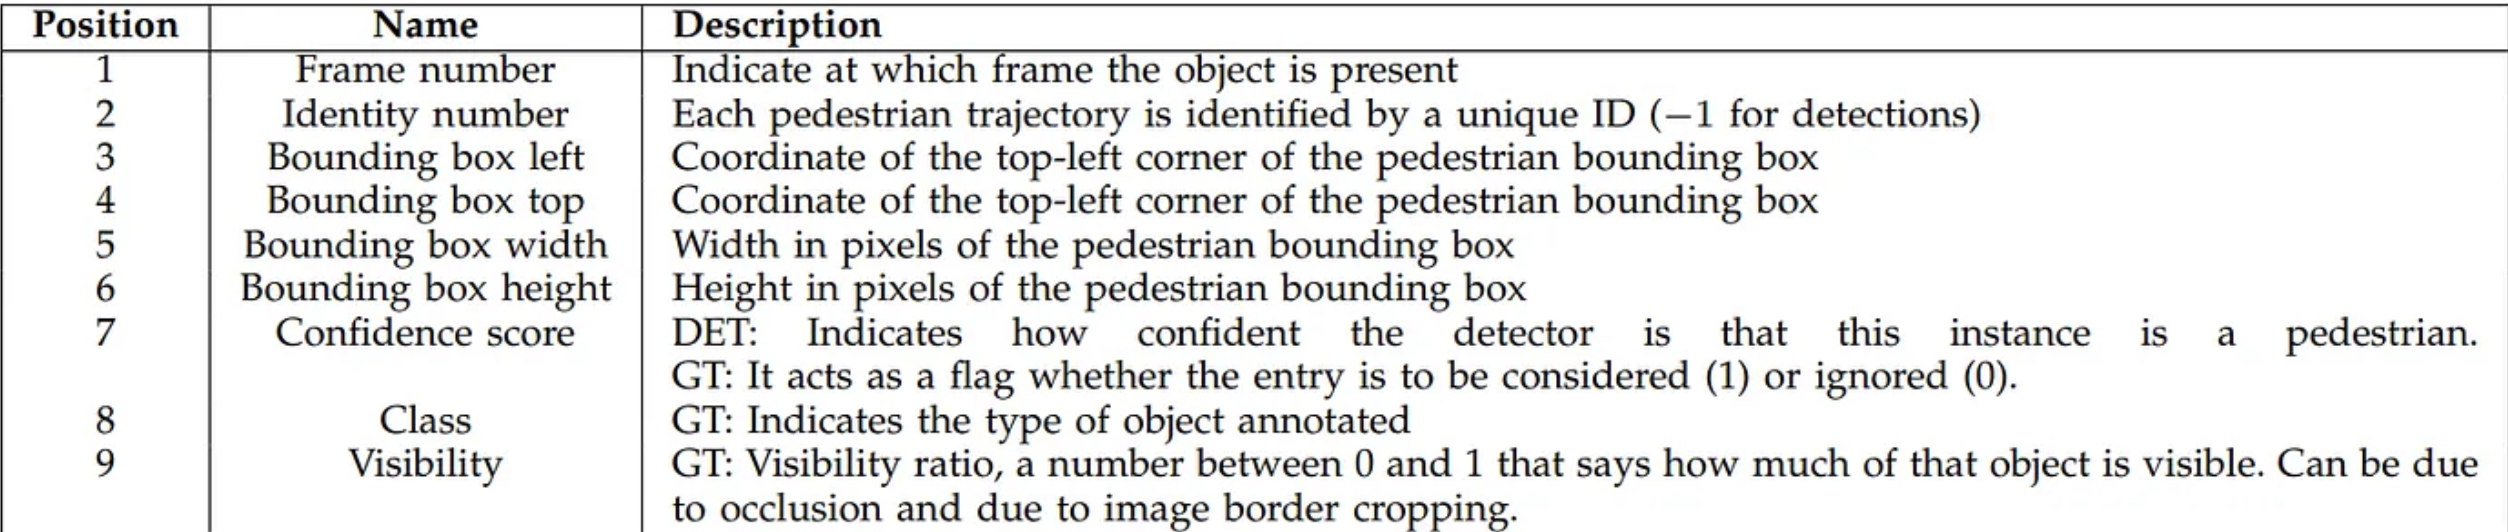 Position Name Description
1 Frame number Indicate at which frame the object is present
2 Identity number Each pedestrian trajectory is identified by a unique ID (−1 for detections)
3 Bounding box left Coordinate of the top-left corner of the pedestrian bounding box
4 Bounding box top Coordinate of the top-left corner of the pedestrian bounding box
5 Bounding box width Width in pixels of the pedestrian bounding box
6 Bounding box height Height in pixels of the pedestrian bounding box
7 Confidence score DET: Indicates how confident the detector is that this instance is a pedestrian.
GT: It acts as a flag whether the entry is to be considered (1) or ignored (0).
8 Class GT: Indicates the type of object annotated
9 Visibility GT: Visibility ratio, a number between 0 and 1 that says how much of that object is visible. Can be due
to occlusion and due to image border cropping.